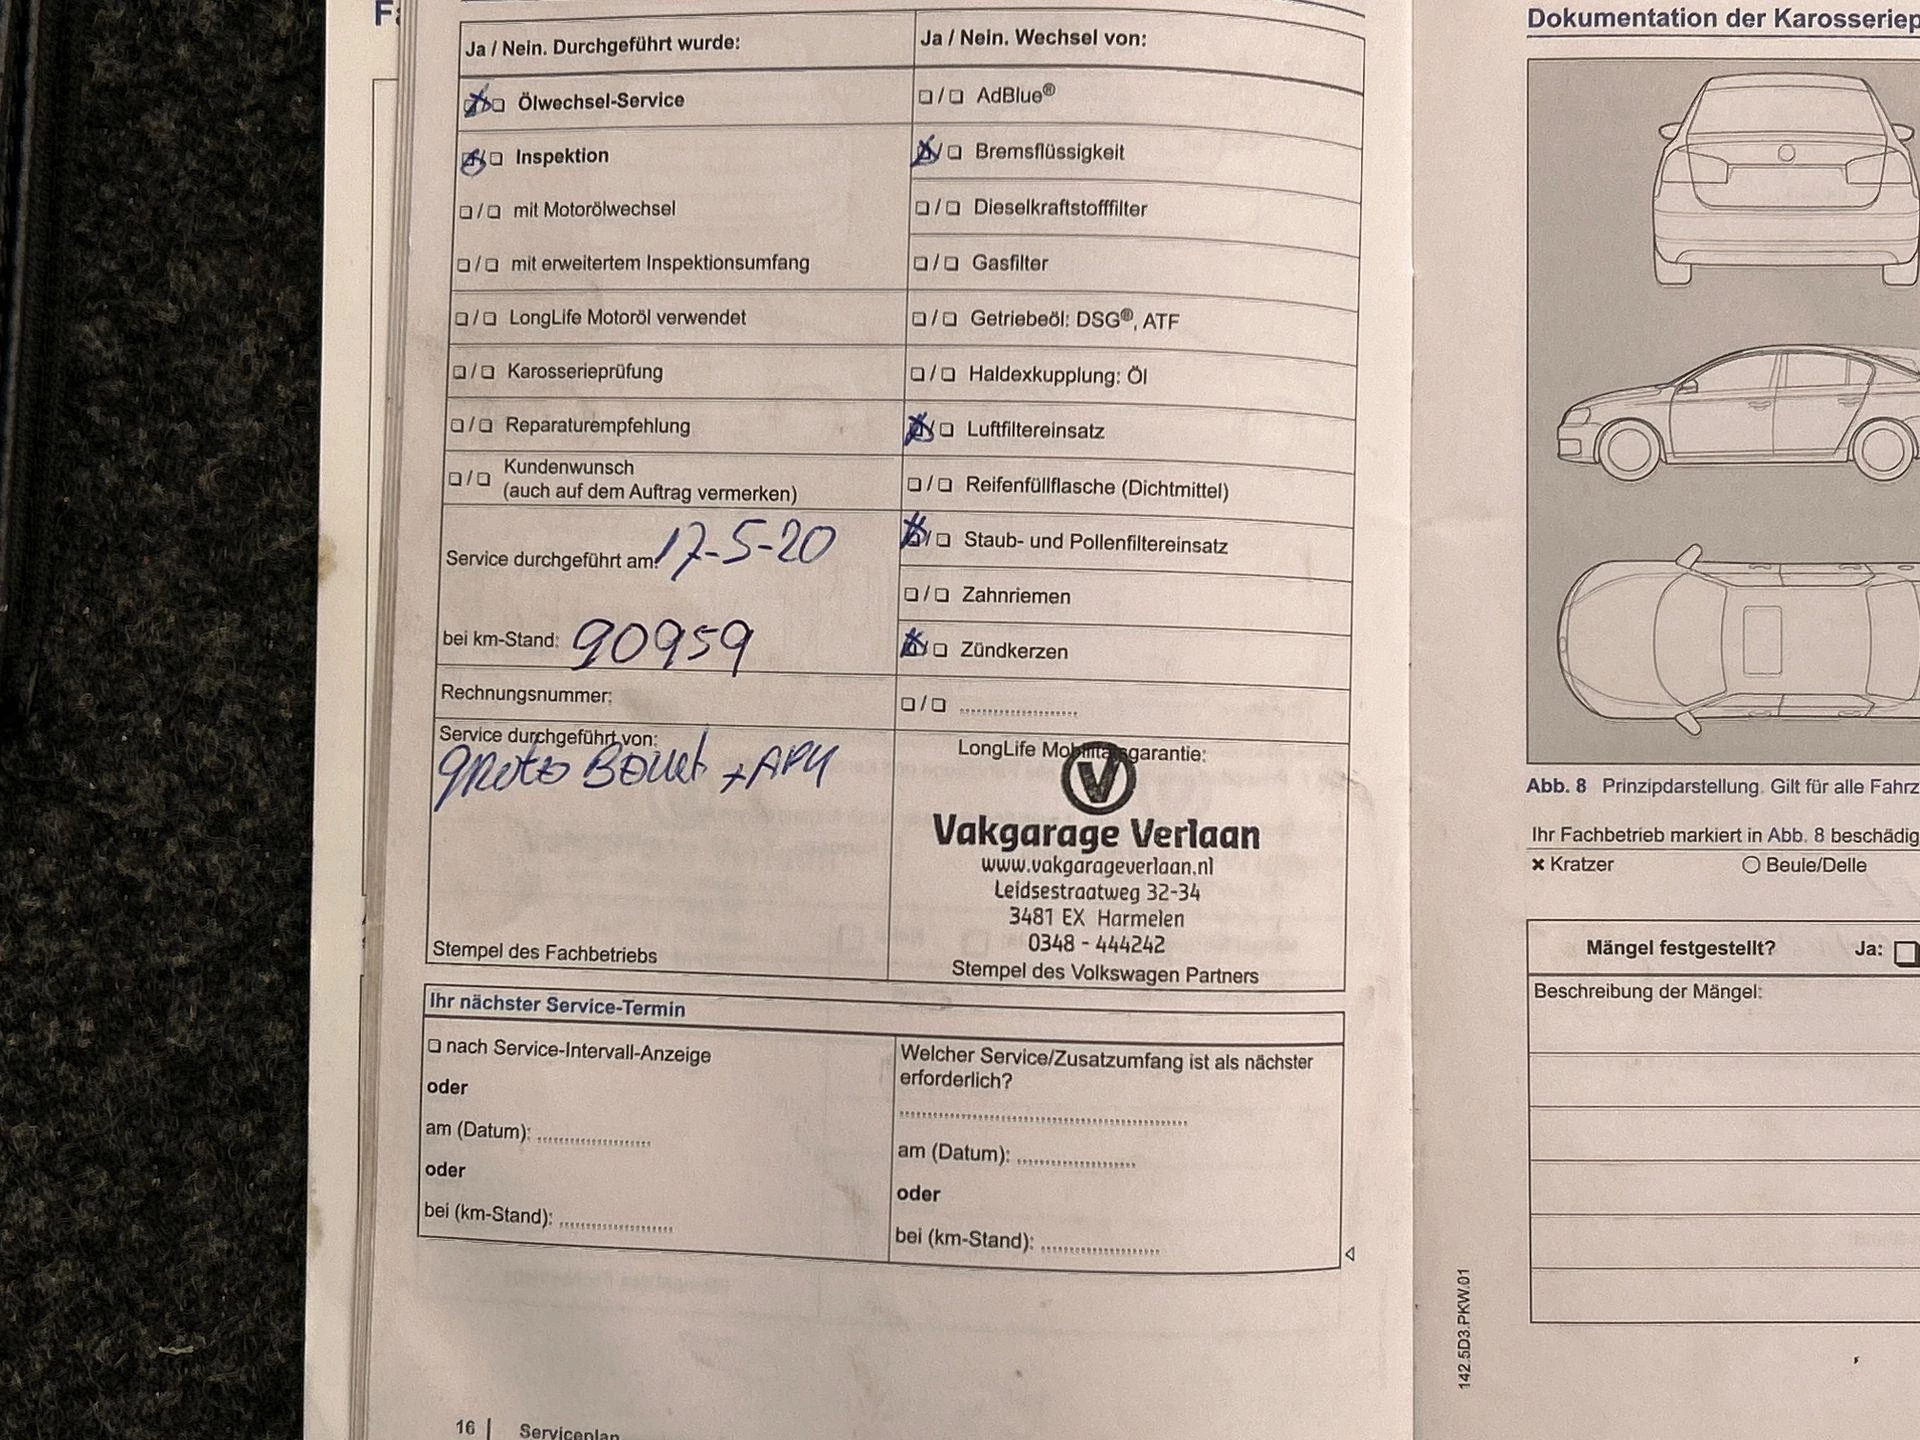 Ja / Nein. Durchgeführt wurde:
Ölwechsel-Service
Inspektion
mit Motorölwechsel
mit erweitertem Inspektionsumfang
LongLife Motoröl verwendet
Karosserieprüfung
Reparaturempfehlung
Kundenwunsch
(auch auf dem Auftrag vermerken)
Service durchgeführt am: 17-5-20
bei km-Stand: 90959
Rechnungsnummer:
Service durchgeführt von:
Stempel des Fachbetriebs
Ja / Nein. Wechsel von:
AdBlue®
Bremsflüssigkeit
Dieselkraftstofffilter
Gasfilter
Getriebeöl: DSG®, ATF
Haldexkupplung: Öl
Luftfiltereinsatz
Reifenfüllflasche (Dichtmittel)
Staub- und Pollenfiltereinsatz
Zahnriemen
Zündkerzen
LongLife Mobilitätsgarantie:
Vakgarage Verlaan
www.vakgarageverlaan.nl
Leidsestraatweg 32-34
3481 EX Harmelen
0348 - 444242
Stempel des Volkswagen Partners
Ihr nächster Service-Termin
nach Service-Intervall-Anzeige
oder
am (Datum):
oder
bei (km-Stand):
Welcher Service/Zusatzumfang ist als nächster
erforderlich?
am (Datum):
oder
bei (km-Stand):
16 | Serviceplan
Dokumentation der Karosseriep
Abb. 8 Prinzipdarstellung. Gilt für alle Fahrz
Ihr Fachbetrieb markiert in Abb. 8 beschädig
Kratzer
Beule/Delle
Mängel festgestellt? Ja:
Beschreibung der Mängel:
142.5D3.PKW.01